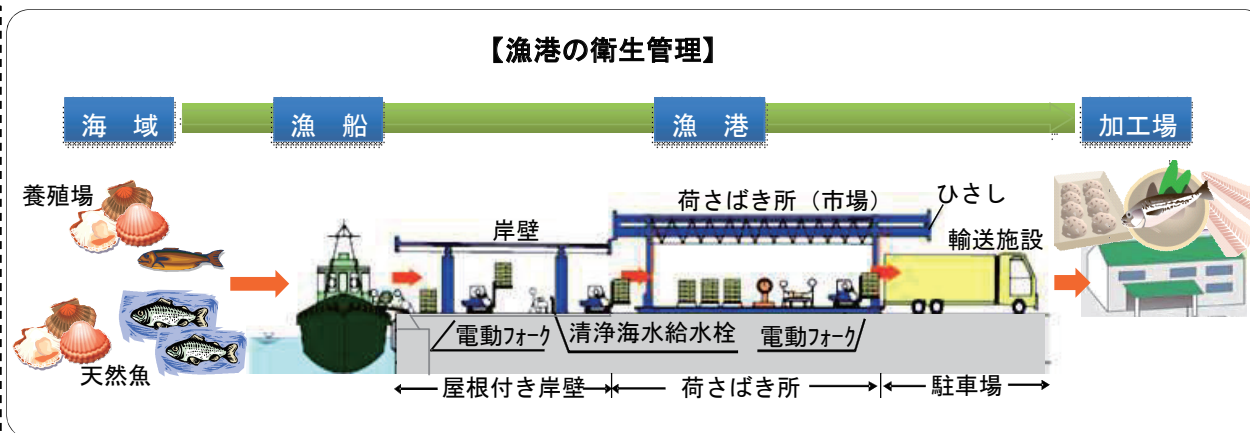 【漁港の衛生管理】
海 域
漁 船
漁 港
加工場
養殖場
天然魚
岸壁
荷さばき所（市場）
ひさし
輸送施設
電動フォーク
清浄海水給水栓
電動フォーク
屋根付き岸壁
荷さばき所
駐車場